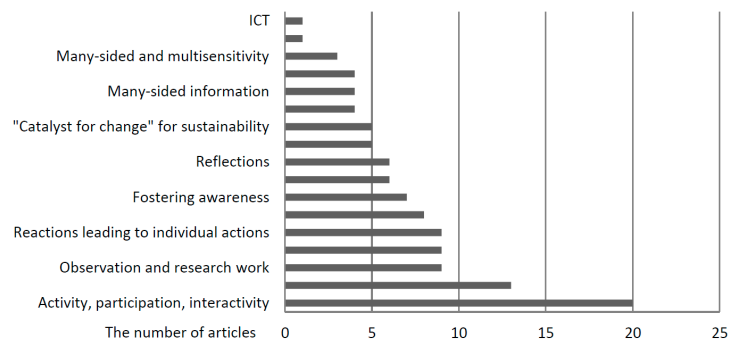 ICT
Many-sided and multisensitivity
Many-sided information
"Catalyst for change" for sustainability
Reflections
Fostering awareness
Reactions leading to individual actions
Observation and research work
Activity, participation, interactivity
The number of articles 0 5 10 15 20 25